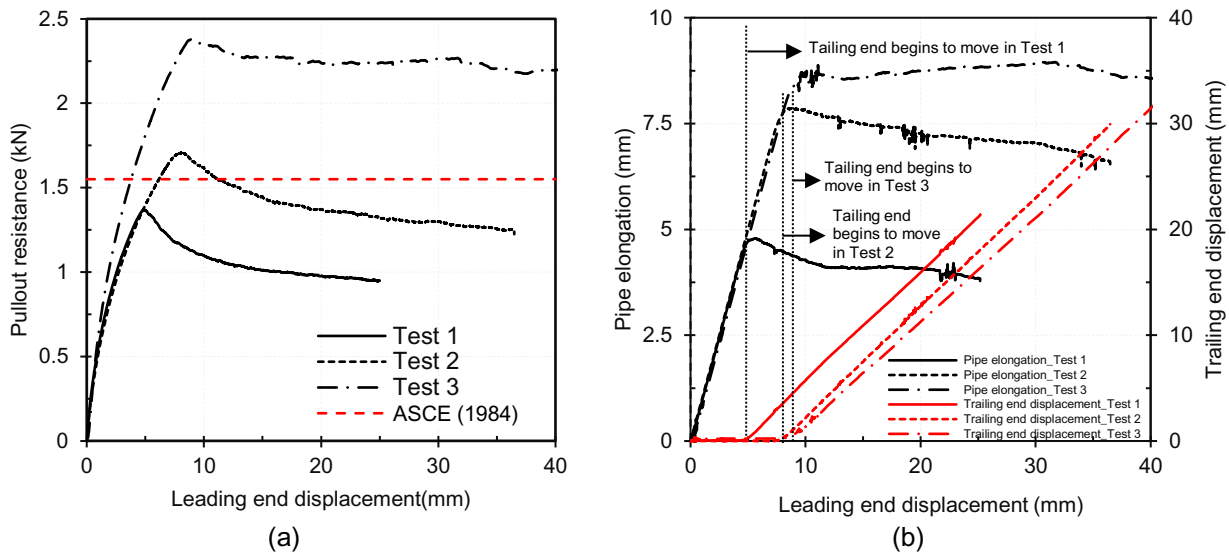 2.5
2
1.5
1
0.5
0
Pullout resistance (kN)
Test 1
Test 2
Test 3
ASCE (1984)
0
10
20
30
40
Leading end displacement(mm)
(a)
10
7.5
5
2.5
0
Pipe elongation (mm)
Tailing end begins to move in Test 1
Tailing end begins to
move in Test 3
Tailing end
begins to move
in Test 2
Pipe elongation_Test 1
Pipe elongation_Test 2
Pipe elongation_Test 3
Trailing end displacement_Test 1
Trailing end displacement_Test 2
Trailing end displacement_Test 3
40
30
20
10
0
Trailing end displacement (mm)
0
10
20
30
40
Leading end displacement (mm)
(b)